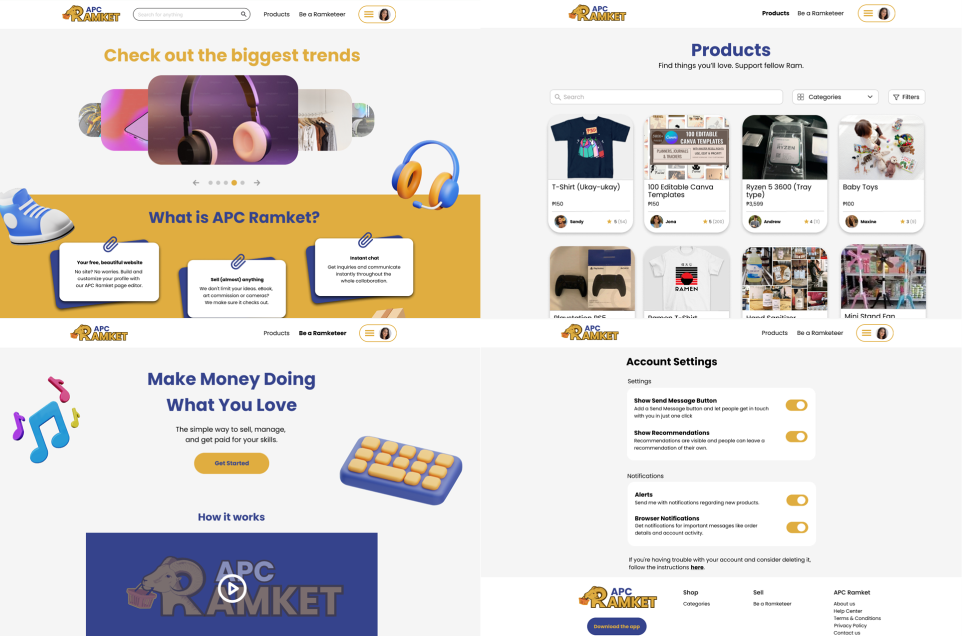 APC
RAMKET
Search for anything
Products
Be a Ramketeer
Check out the biggest trends
What is APC Ramket?
Your free, beautiful website
No site? No worries. Build and
customize your profile with
our APC Ramket page editor.
Sell (almost) anything
We don't limit your ideas, eBook,
art commission or cameras?
We make sure it checks out.
Instant chat
Get inquiries and communicate
instantly throughout the
whole collaboration.
APC
RAMKET
Products
Be a Ramketeer
Products
Find things you'll love. Support fellow Ram.
Search
Categories
Filters
T-Shirt (Ukay-ukay)
₱150
Sandy
5
100 EDITABLE
CANVA TEMPLATES
100 Editable Canva
Templates
₱150
Jona
5
RYZEN
Ryzen 5 3600 (Tray
type)
₱3,599
Andrew
4
Baby Toys
₱100
Maxine
3
Playstation PS5
RAMEN
Ramen T-Shirt
Hand Sanitizer
Mini Stand Fan
APC
RAMKET
Products
Be a Ramketeer
Make Money Doing
What You Love
The simple way to sell, manage,
and get paid for your skills.
Get Started
How it works
APC
RAMKET
APC
RAMKET
Products
Be a Ramketeer
Account Settings
Settings
Show Send Message Button
Add a Send Message button and let people get in touch
with you in just one click
Show Recommendations
Recommendations are visible and people can leave a
recommendation of their own.
Notifications
Alerts
Send me with notifications regarding new products.
Browser Notifications
Get notifications for important messages like order
details and account activity.
If you're having trouble with your account and consider deleting it,
follow the instructions here.
APC
RAMKET
Download the app
Shop
Categories
Sell
Be a Ramketeer
APC Ramket
About us
Help Center
Terms & Conditions
Privacy Policy
Contact us